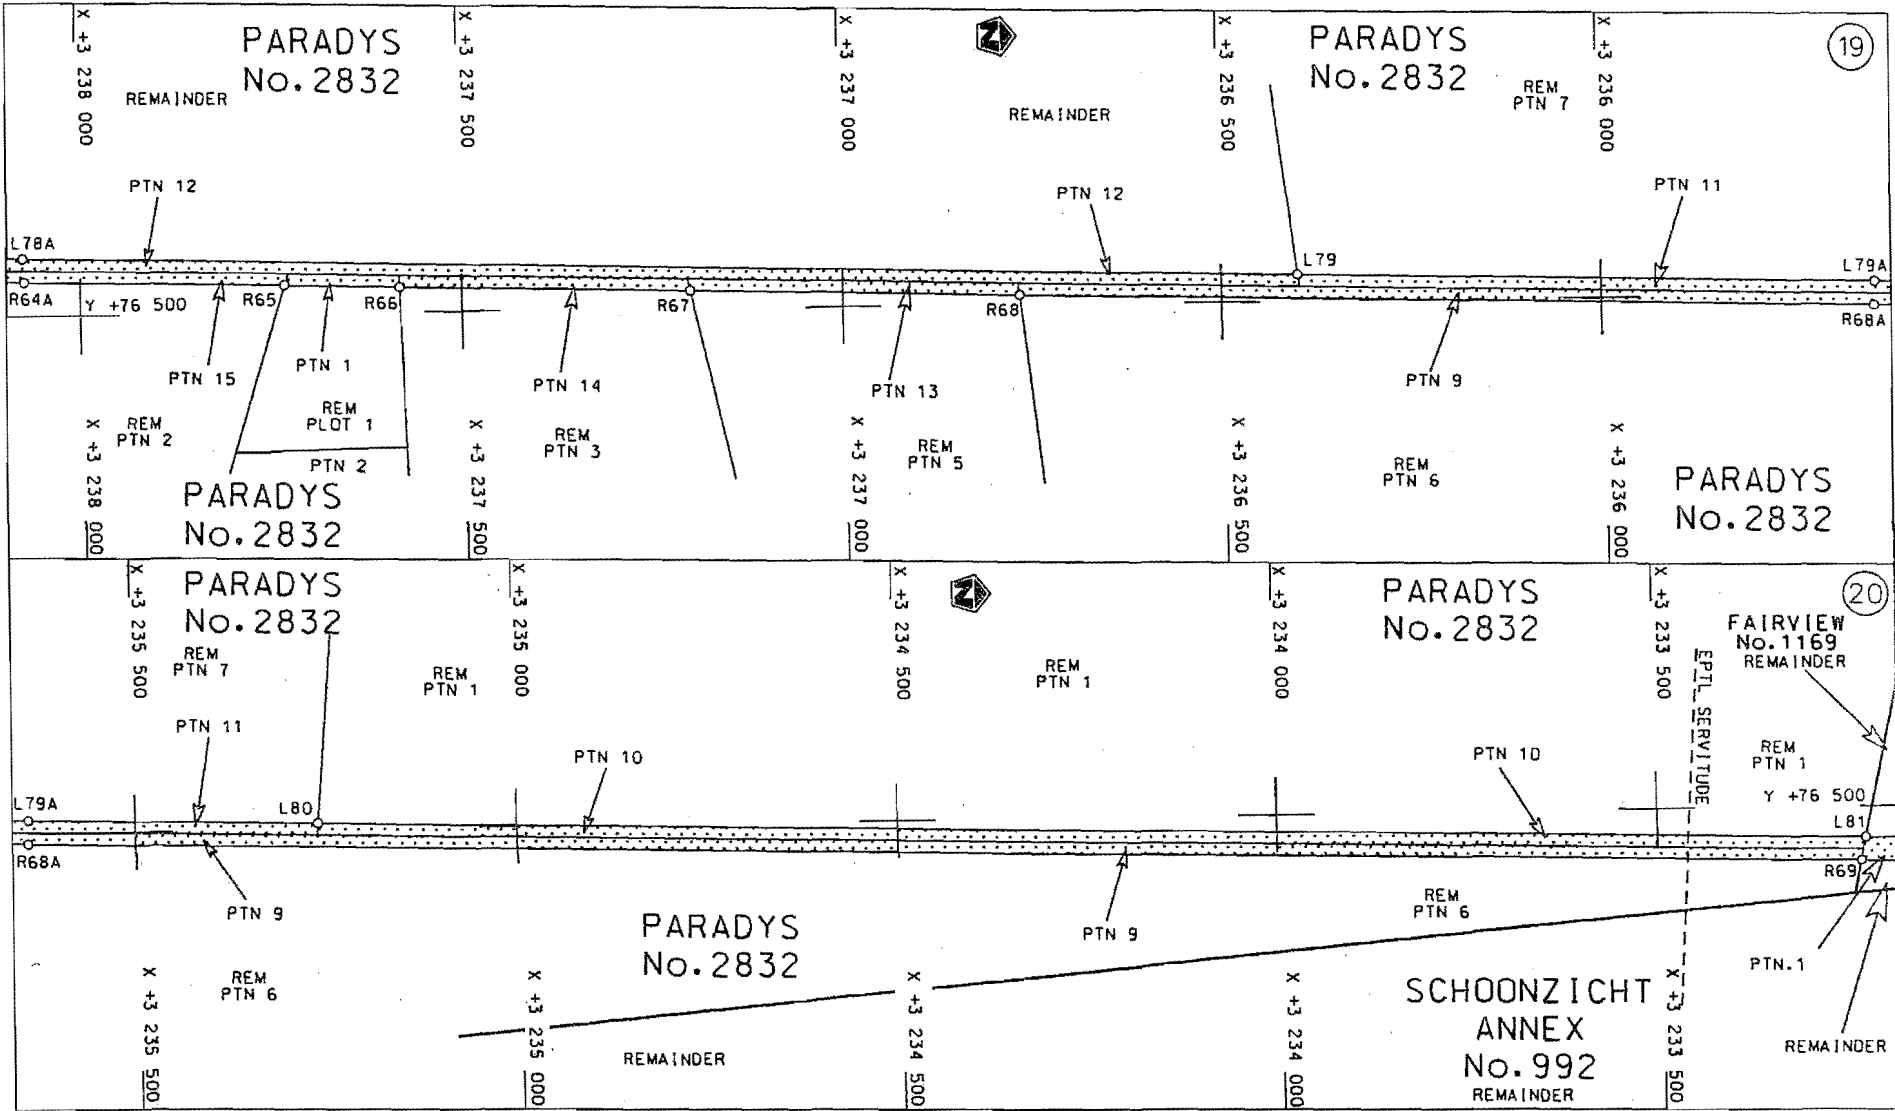 X +3 238 000
PARADYS
No.2832
REMAINDER
X +3 237 500
X +3 237 000
Z
REMAINDER
X +3 236 500
PARADYS
No.2832
REM
PTN 7
X +3 236 000
19
PTN 12
PTN 12
PTN 11
L78A
L79
L79A
R64A
Y +76 500
R65
R66
R67
R68
R68A
PTN 15
PTN 1
PTN 14
PTN 13
PTN 9
X +3 238 000
REM
PTN 2
REM
PLOT 1
PTN 2
X +3 237 500
REM
PTN 3
X +3 237 000
REM
PTN 5
X +3 236 500
REM
PTN 6
X +3 236 000
PARADYS
No.2832
PARADYS
No.2832
X +3 235 500
PARADYS
No.2832
REM
PTN 7
REM
PTN 1
X +3 235 000
X +3 234 500
Z
REM
PTN 1
X +3 234 000
PARADYS
No.2832
X +3 233 500
EPTL SERVITUDE
FAIRVIEW
No.1169
REMAINDER
20
PTN 11
PTN 10
PTN 10
REM
PTN 1
Y +76 500
L79A
L80
L81
R68A
R69
PTN 9
PTN 9
REM
PTN 6
PTN.1
PARADYS
No.2832
X +3 235 500
REM
PTN 6
X +3 235 000
REMAINDER
X +3 234 500
X +3 234 000
SCHOONZICHT
ANNEX
No.992
REMAINDER
X +3 233 500
REMAINDER